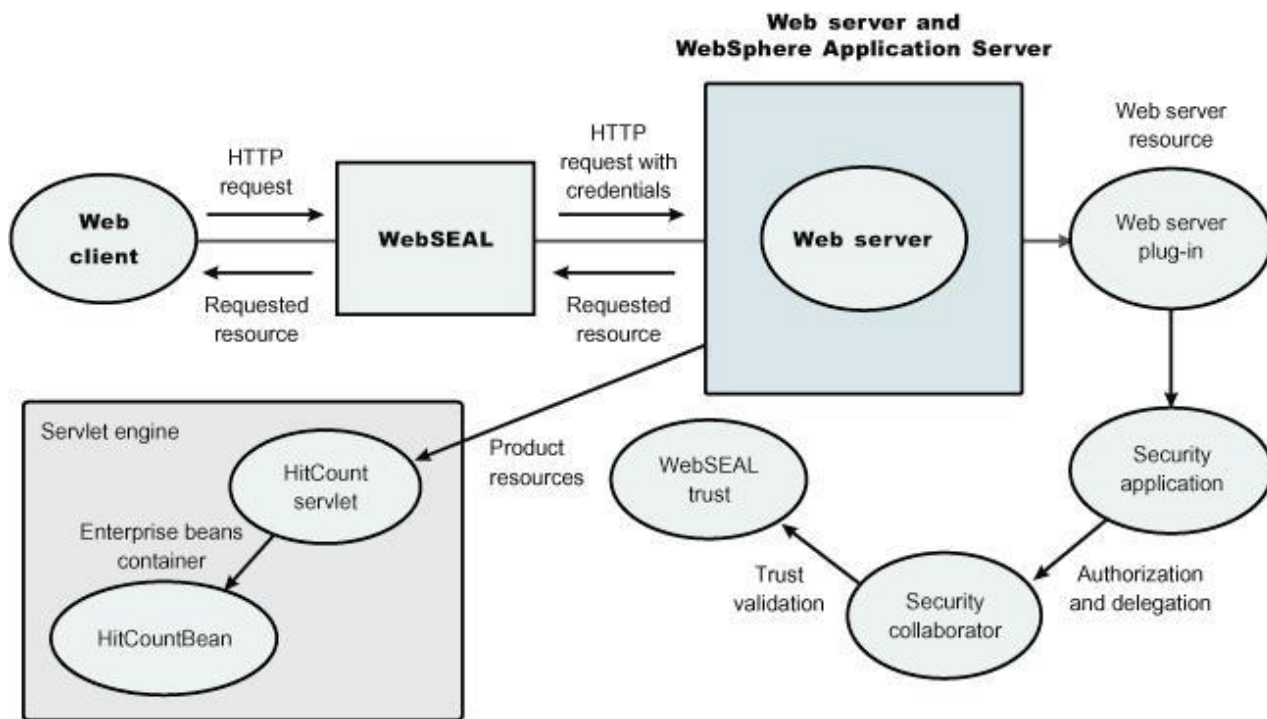 Web server and
WebSphere Application Server
Web server
resource
HTTP
request
HTTP
request with
credentials
Web
client
WebSEAL
Web server
Web server
plug-in
Requested
resource
Requested
resource
Servlet engine
HitCount
servlet
Product
resources
WebSEAL
trust
Security
application
Enterprise beans
container
Trust
validation
Authorization
and delegation
HitCountBean
Security
collaborator